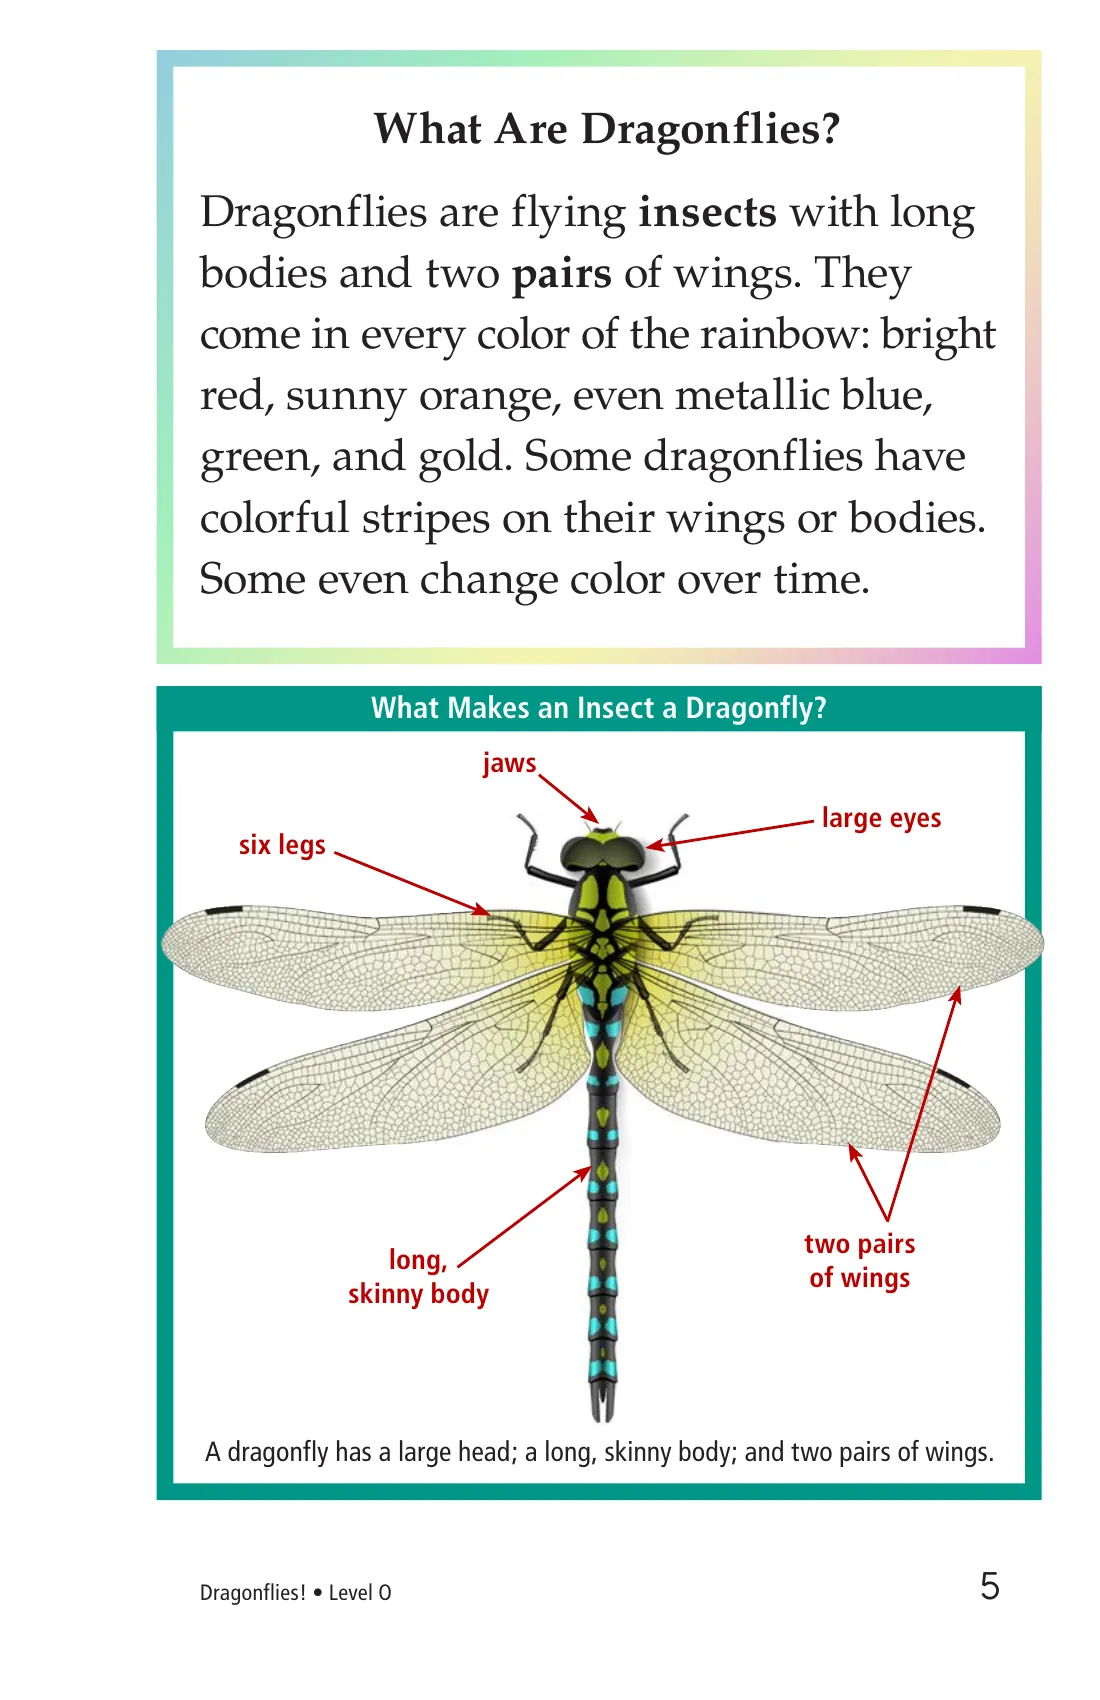 What Are Dragonflies?
Dragonflies are flying insects with long
bodies and two pairs of wings. They
come in every color of the rainbow: bright
red, sunny orange, even metallic blue,
green, and gold. Some dragonflies have
colorful stripes on their wings or bodies.
Some even change color over time.
What Makes an Insect a Dragonfly?
jaws
large eyes
six legs
two pairs
of wings
long,
skinny body
A dragonfly has a large head; a long, skinny body; and two pairs of wings.
Dragonflies! • Level O
5